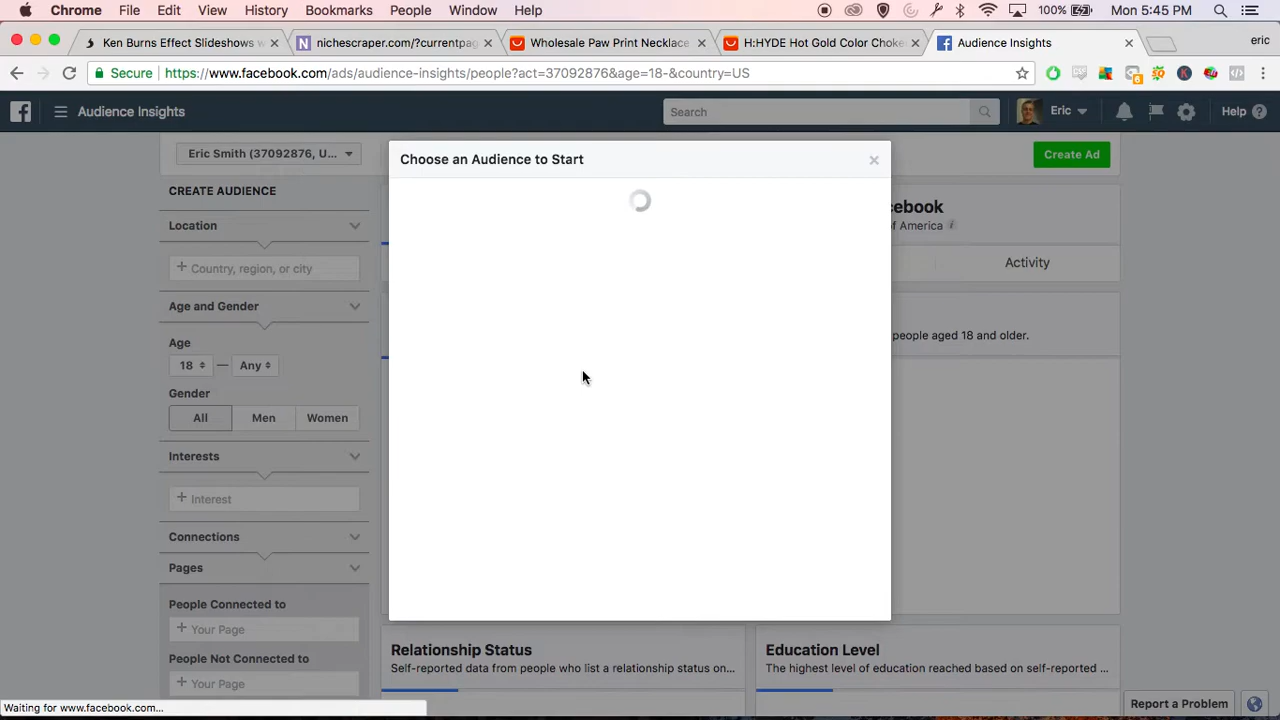 Chrome File Edit View History Bookmarks People Window Help 100% Mon 5:45 PM
Ken Burns Effect Slideshows w nichescraper.com/?currentpag Wholesale Paw Print Necklace H:HYDE Hot Gold Color Choke Audience Insights eric
Secure https://www.facebook.com/ads/audience-insights/people?act=37092876&age=18-&country=US
Audience Insights Search Eric Help
Eric Smith (37092876, U... Create Ad
Choose an Audience to Start
CREATE AUDIENCE
Location
cebook
of America
Country, region, or city
Activity
Age and Gender
people aged 18 and older.
Age
18 — Any
Gender
All Men Women
Interests
Interest
Connections
Pages
People Connected to
Your Page
People Not Connected to
Your Page
Relationship Status
Self-reported data from people who list a relationship status on...
Education Level
The highest level of education reached based on self-reported ...
Waiting for www.facebook.com...
Report a Problem